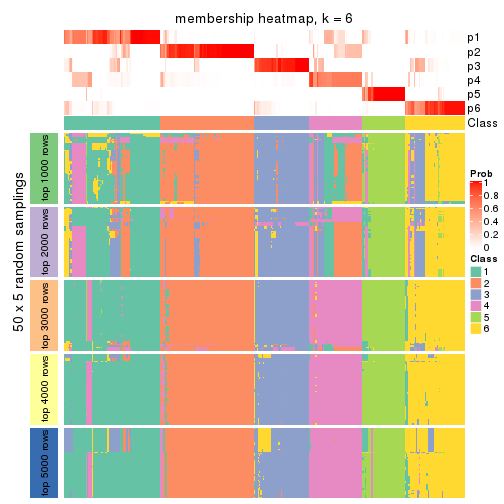 membership heatmap, k = 6
p1
p2
p3
p4
p5
p6
Class
50 x 5 random samplings
top 1000 rows
top 2000 rows
top 3000 rows
top 4000 rows
top 5000 rows
Prob
1
0.8
0.6
0.4
0.2
0
Class
1
2
3
4
5
6